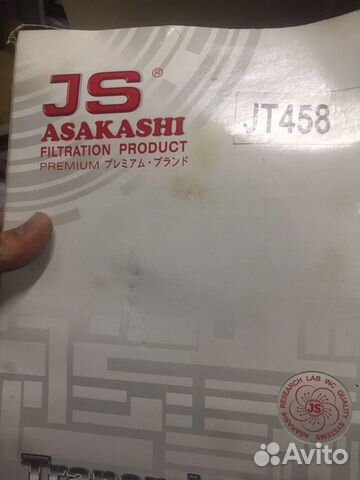 JS ®
ASAKASHI
FILTRATION PRODUCT
PREMIUM プレミアム・ブランド
JT458
ASAKASHI RESEARCH LAB INC QUALITY SYSTEMS
JS
Avito